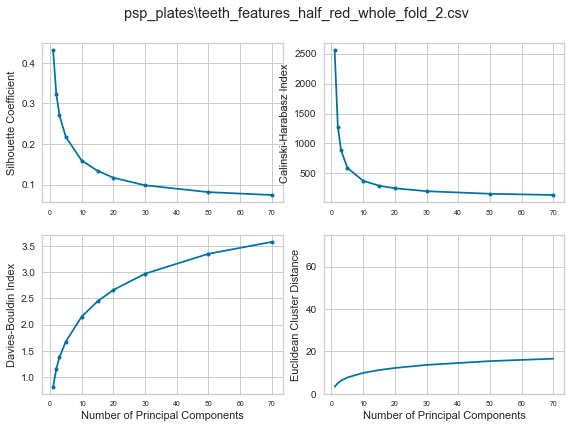 psp_plates\teeth_features_half_red_whole_fold_2.csv
Silhouette Coefficient
0.4
0.3
0.2
0.1
0 10 20 30 40 50 60 70
Calinski-Harabasz Index
2500
2000
1500
1000
500
0 10 20 30 40 50 60 70
Davies-Bouldin Index
3.5
3.0
2.5
2.0
1.5
1.0
0 10 20 30 40 50 60 70
Number of Principal Components
Euclidean Cluster Distance
60
40
20
0
0 10 20 30 40 50 60 70
Number of Principal Components